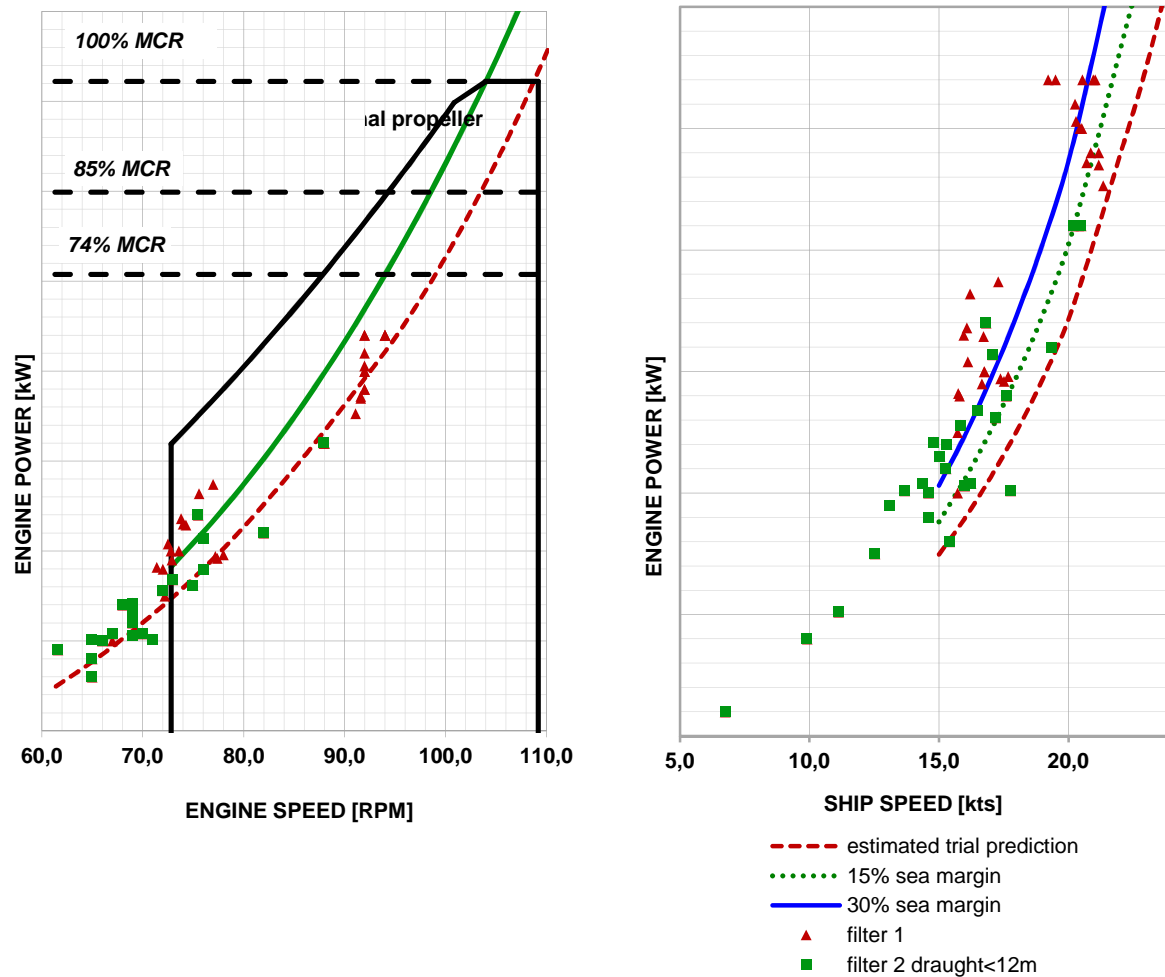 100% MCR
propeller
85% MCR
74% MCR
ENGINE POWER [kW]
60,0 70,0 80,0 90,0 100,0 110,0
ENGINE SPEED [RPM]
ENGINE POWER [kW]
5,0 10,0 15,0 20,0
SHIP SPEED [kts]
estimated trial prediction
15% sea margin
30% sea margin
filter 1
filter 2 draught<12m